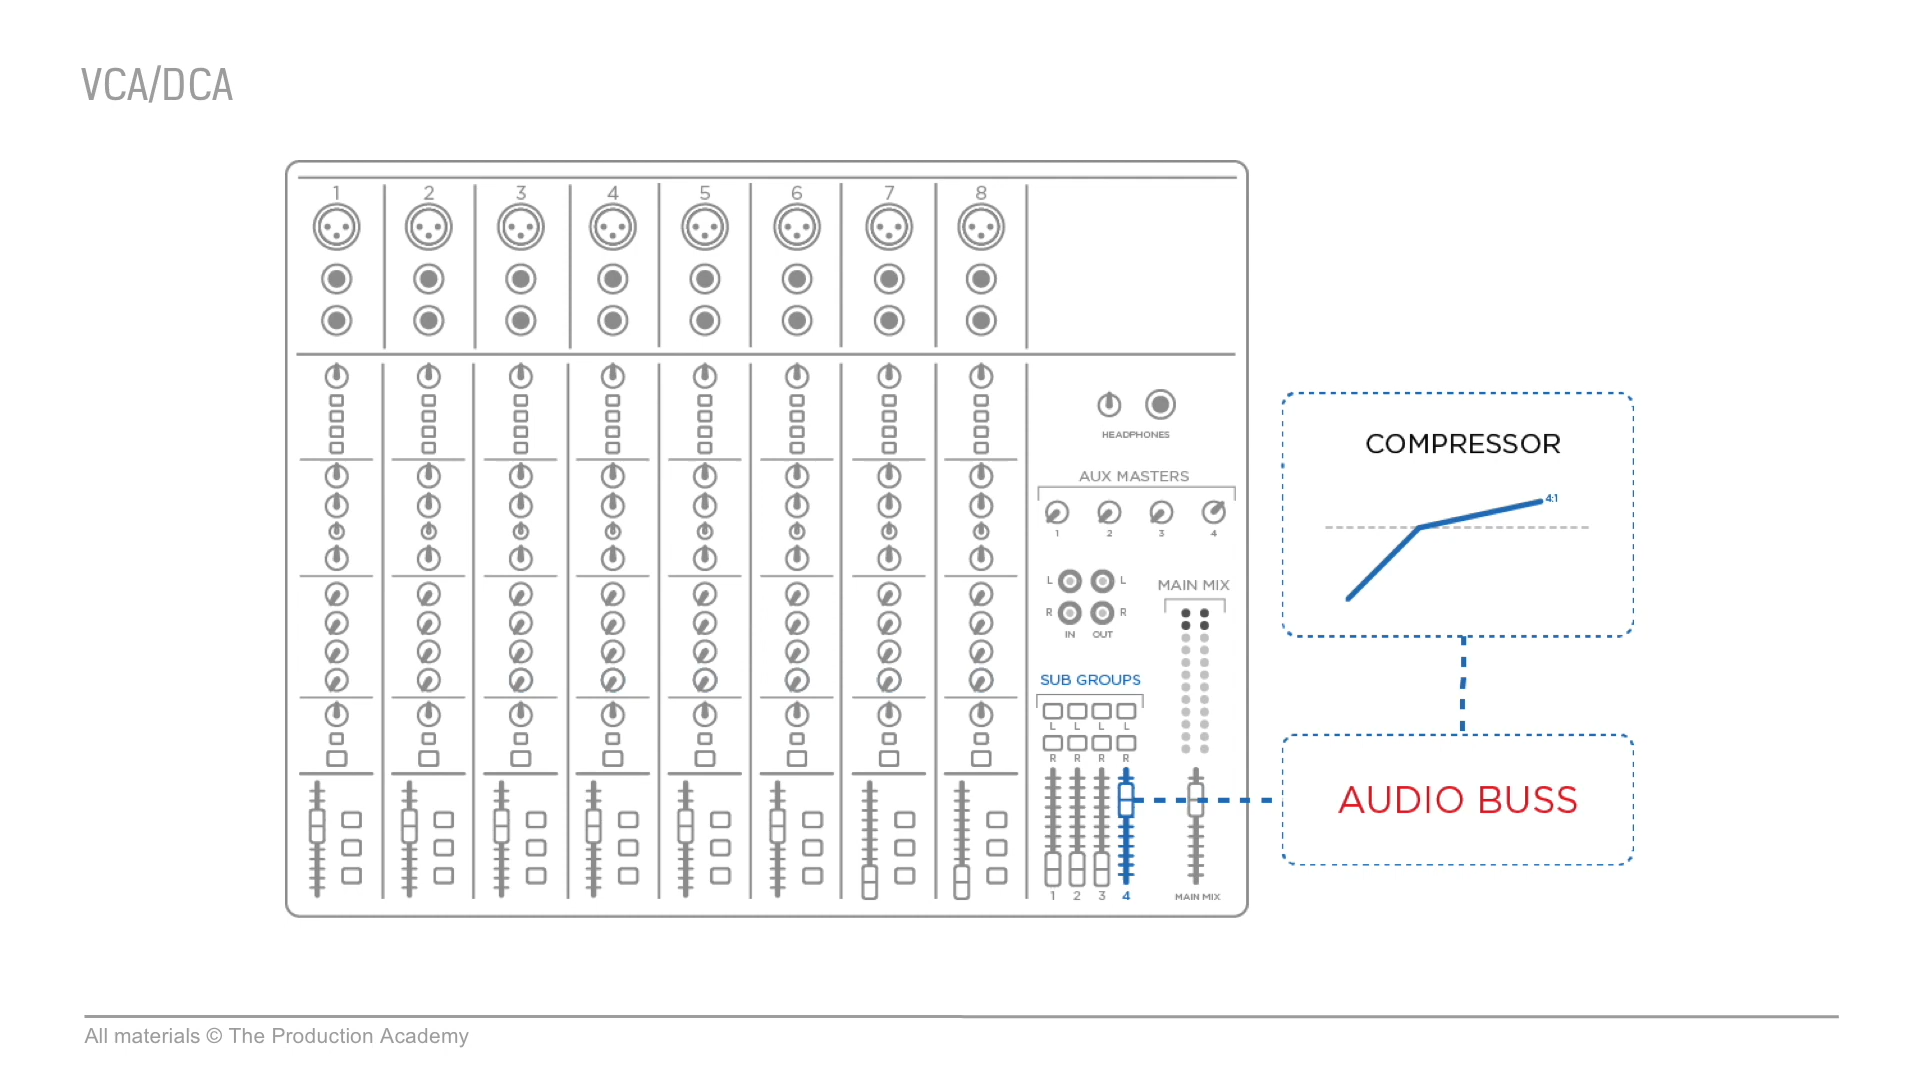 VCA/DCA
1 2 3 4 5 6 7 8
HEADPHONES
AUX MASTERS
1 2 3 4
L L
R R
IN OUT
MAIN MIX
SUB GROUPS
L L L L
R R R R
1 2 3 4
MAIN MIX
COMPRESSOR
4:1
AUDIO BUSS
All materials © The Production Academy